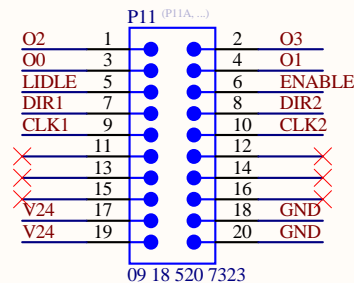 P11 (P11A, ...)
O2 1 2 O3
O0 3 4 O1
LIDLE 5 6 ENABLE
DIR1 7 8 DIR2
CLK1 9 10 CLK2
11 12
13 14
15 16
V24 17 18 GND
V24 19 20 GND
09 18 520 7323